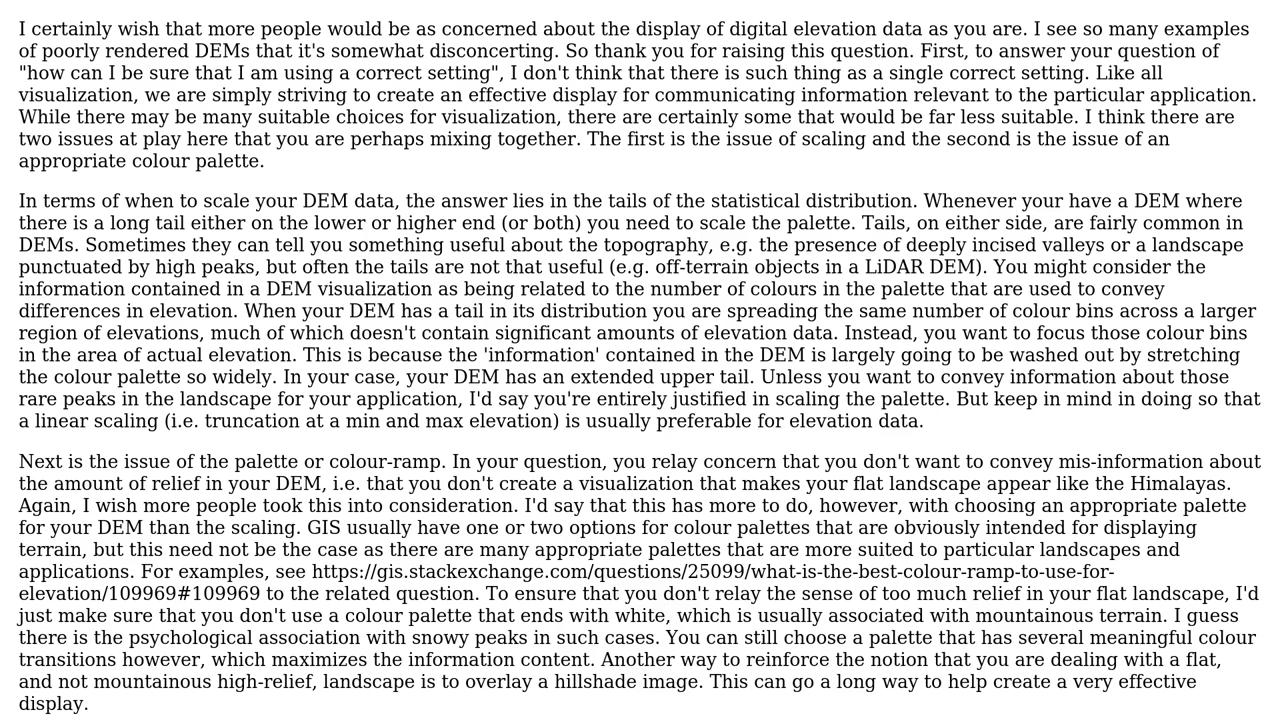 I certainly wish that more people would be as concerned about the display of digital elevation data as you are. I see so many examples
of poorly rendered DEMs that it's somewhat disconcerting. So thank you for raising this question. First, to answer your question of
"how can I be sure that I am using a correct setting", I don't think that there is such thing as a single correct setting. Like all
visualization, we are simply striving to create an effective display for communicating information relevant to the particular application.
While there may be many suitable choices for visualization, there are certainly some that would be far less suitable. I think there are
two issues at play here that you are perhaps mixing together. The first is the issue of scaling and the second is the issue of an
appropriate colour palette.
In terms of when to scale your DEM data, the answer lies in the tails of the statistical distribution. Whenever your have a DEM where
there is a long tail either on the lower or higher end (or both) you need to scale the palette. Tails, on either side, are fairly common in
DEMs. Sometimes they can tell you something useful about the topography, e.g. the presence of deeply incised valleys or a landscape
punctuated by high peaks, but often the tails are not that useful (e.g. off-terrain objects in a LiDAR DEM). You might consider the
information contained in a DEM visualization as being related to the number of colours in the palette that are used to convey
differences in elevation. When your DEM has a tail in its distribution you are spreading the same number of colour bins across a larger
region of elevations, much of which doesn't contain significant amounts of elevation data. Instead, you want to focus those colour bins
in the area of actual elevation. This is because the 'information' contained in the DEM is largely going to be washed out by stretching
the colour palette so widely. In your case, your DEM has an extended upper tail. Unless you want to convey information about those
rare peaks in the landscape for your application, I'd say you're entirely justified in scaling the palette. But keep in mind in doing so that
a linear scaling (i.e. truncation at a min and max elevation) is usually preferable for elevation data.
Next is the issue of the palette or colour-ramp. In your question, you relay concern that you don't want to convey mis-information about
the amount of relief in your DEM, i.e. that you don't create a visualization that makes your flat landscape appear like the Himalayas.
Again, I wish more people took this into consideration. I'd say that this has more to do, however, with choosing an appropriate palette
for your DEM than the scaling. GIS usually have one or two options for colour palettes that are obviously intended for displaying
terrain, but this need not be the case as there are many appropriate palettes that are more suited to particular landscapes and
applications. For examples, see https://gis.stackexchange.com/questions/25099/what-is-the-best-colour-ramp-to-use-for-
elevation/109969#109969 to the related question. To ensure that you don't relay the sense of too much relief in your flat landscape, I'd
just make sure that you don't use a colour palette that ends with white, which is usually associated with mountainous terrain. I guess
there is the psychological association with snowy peaks in such cases. You can still choose a palette that has several meaningful colour
transitions however, which maximizes the information content. Another way to reinforce the notion that you are dealing with a flat,
and not mountainous high-relief, landscape is to overlay a hillshade image. This can go a long way to help create a very effective
display.